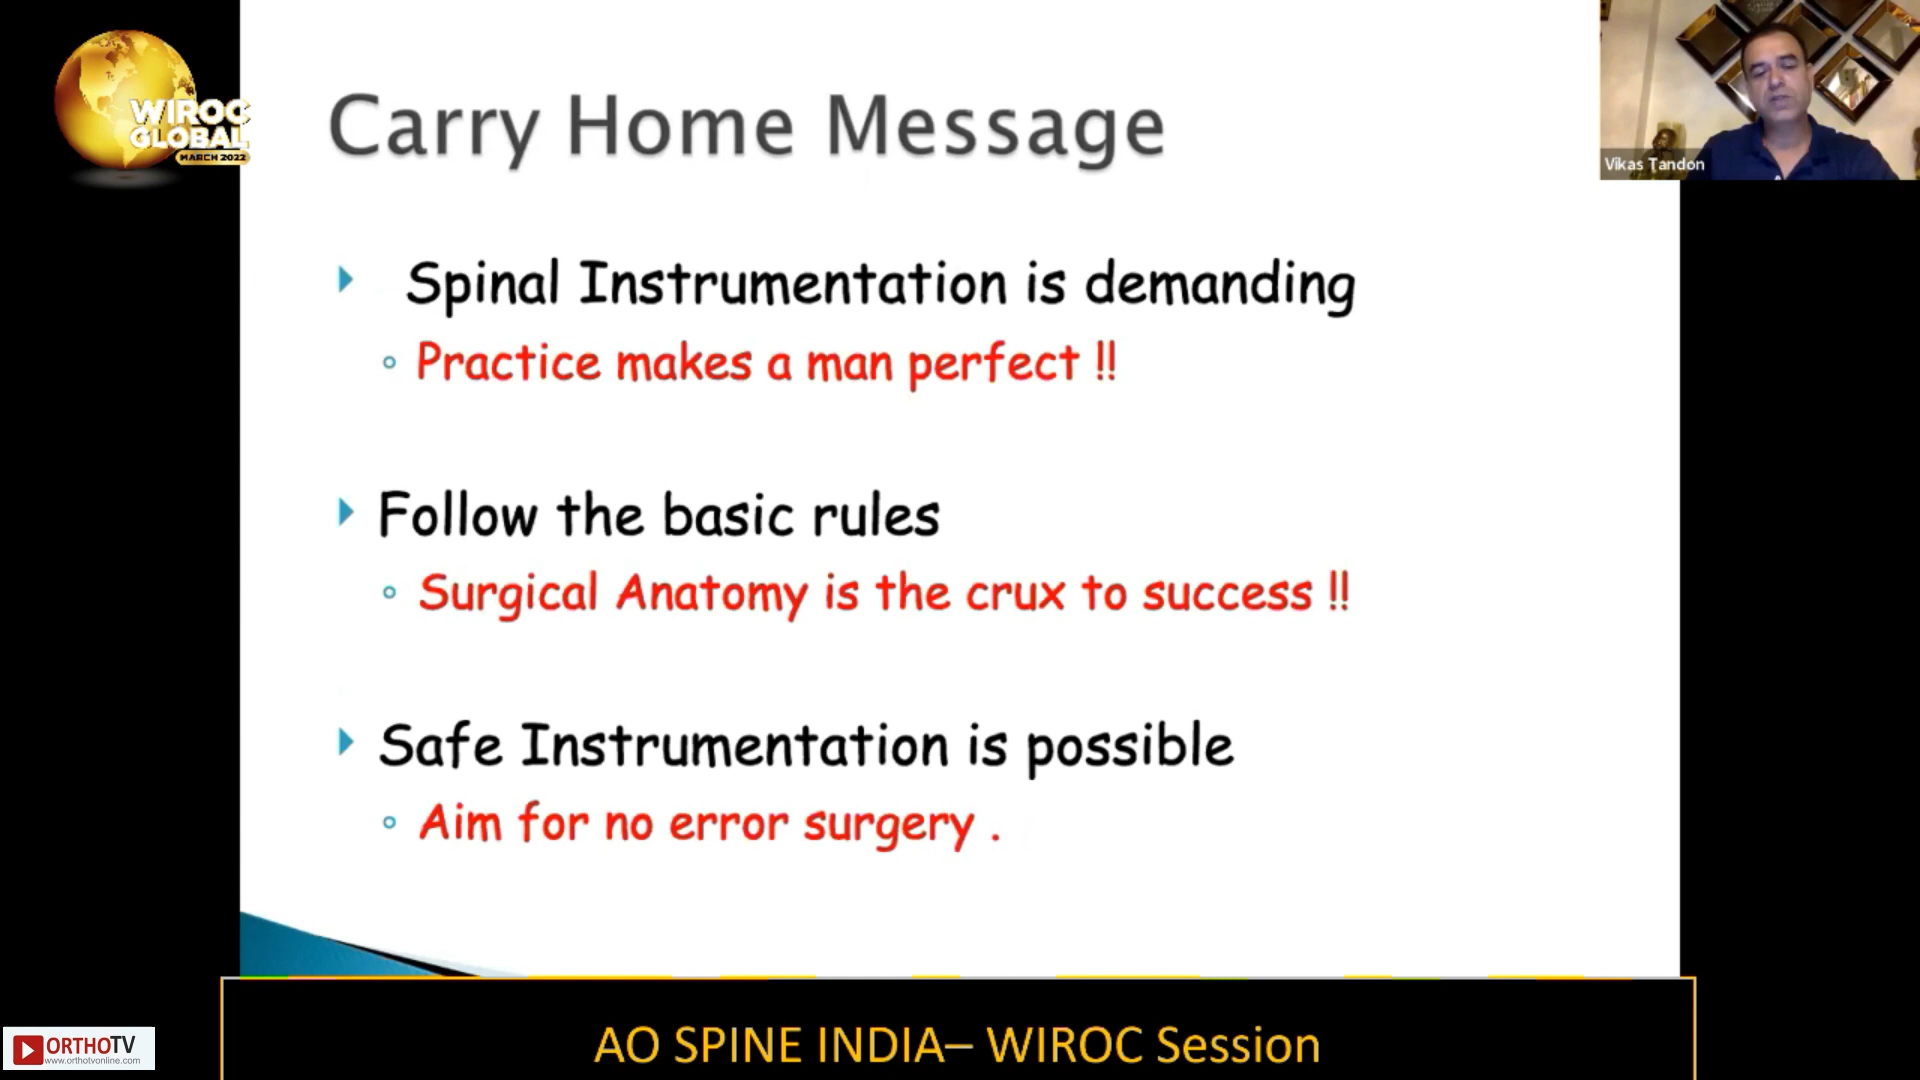 WIROC
GLOBAL
MARCH 2022
Carry Home Message
Vikas Tandon
Spinal Instrumentation is demanding
Practice makes a man perfect !!
Follow the basic rules
Surgical Anatomy is the crux to success !!
Safe Instrumentation is possible
Aim for no error surgery .
AO SPINE INDIA– WIROC Session
ORTHOTV
www.orthotvonline.com